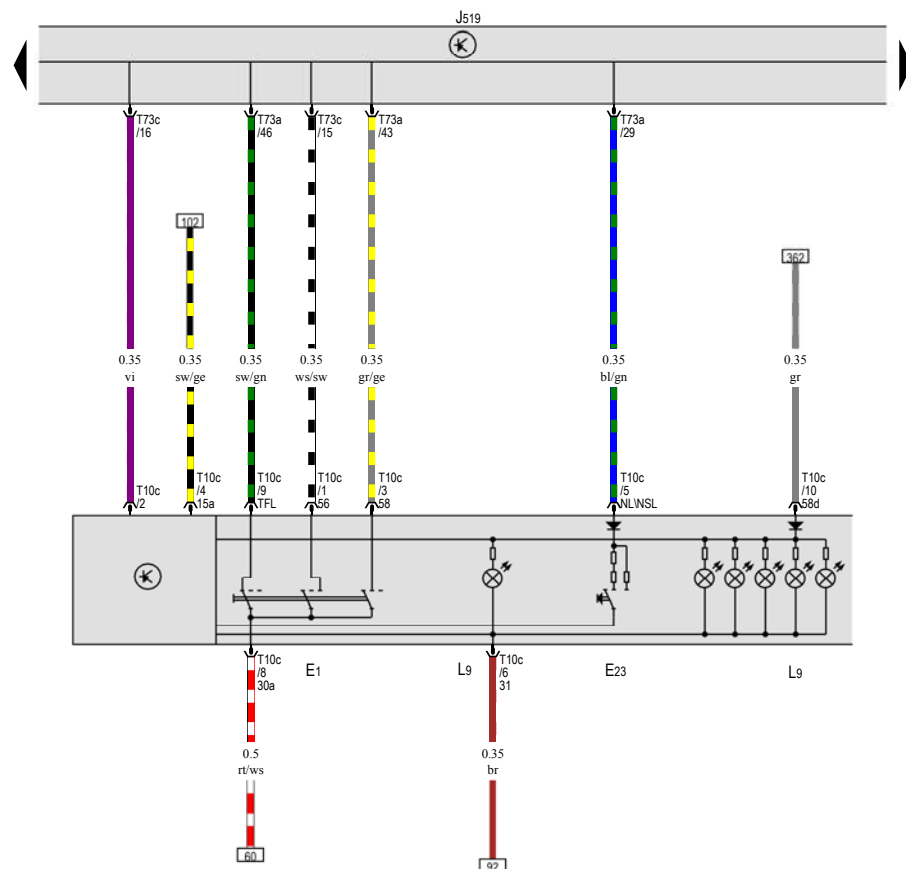 J519
T73c
/16
T73a
/46
T73c
/15
T73a
/43
T73a
/29
102
362
0.35
vi
0.35
sw/ge
0.35
sw/gn
0.35
ws/sw
0.35
gr/ge
0.35
bl/gn
0.35
gr
T10c
/2
T10c
/4
15a
T10c
/9
TFL
T10c
/1
56
T10c
/3
58
T10c
/5
NL\NSL
T10c
/10
58d
T10c
/8
30a
E1
L9
T10c
/6
31
E23
L9
0.5
rt/ws
0.35
br
60
92